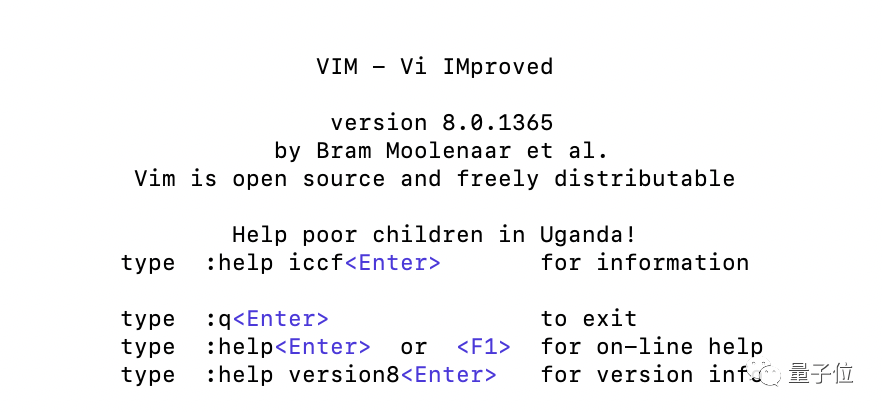 VIM - Vi IMproved
version 8.0.1365
by Bram Moolenaar et al.
Vim is open source and freely distributable
Help poor children in Uganda!
type :help iccf<Enter> for information
type :q<Enter> to exit
type :help<Enter> or <F1> for on-line help
type :help version8<Enter> for version info
量子位